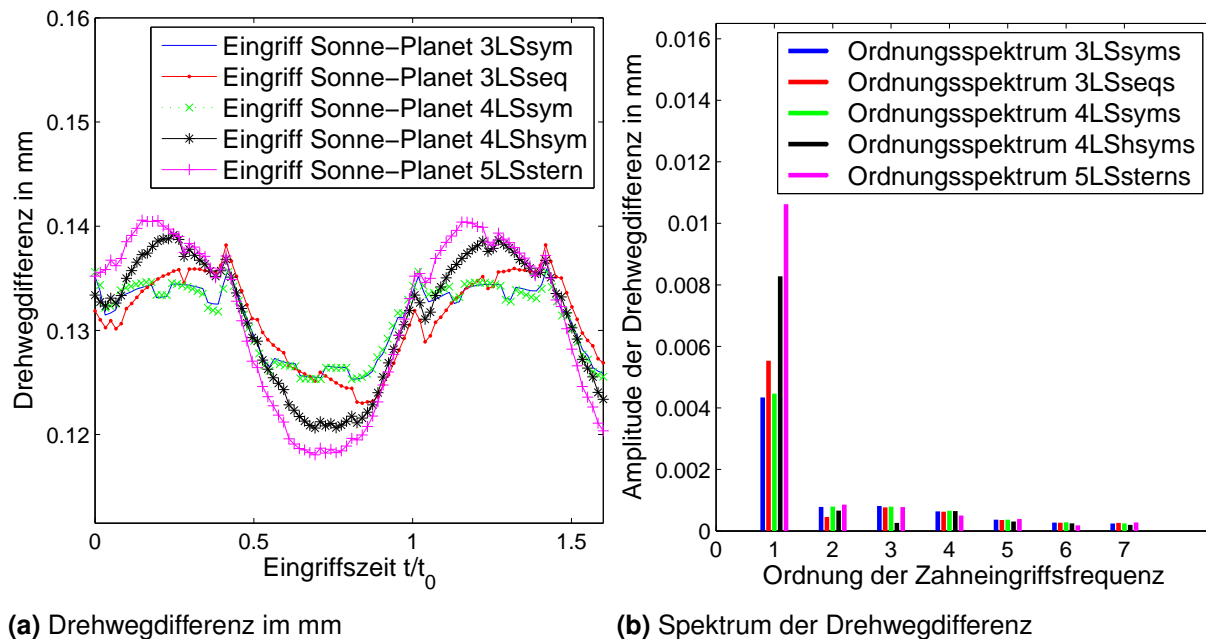 0.16
0.15
0.14
0.13
0.12
Drehwegdifferenz in mm
Eingriff Sonne−Planet 3LSsym
Eingriff Sonne−Planet 3LSseq
Eingriff Sonne−Planet 4LSsym
Eingriff Sonne−Planet 4LShsym
Eingriff Sonne−Planet 5LSstern
0
0.5
1
1.5
Eingriffszeit t/t0
(a) Drehwegdifferenz im mm
0.016
0.014
0.012
0.01
0.008
0.006
0.004
0.002
0
Amplitude der Drehwegdifferenz in mm
Ordnungsspektrum 3LSsyms
Ordnungsspektrum 3LSseqs
Ordnungsspektrum 4LSsyms
Ordnungsspektrum 4LShsyms
Ordnungsspektrum 5LSsterns
0 1 2 3 4 5 6 7
Ordnung der Zahneingriffsfrequenz
(b) Spektrum der Drehwegdifferenz